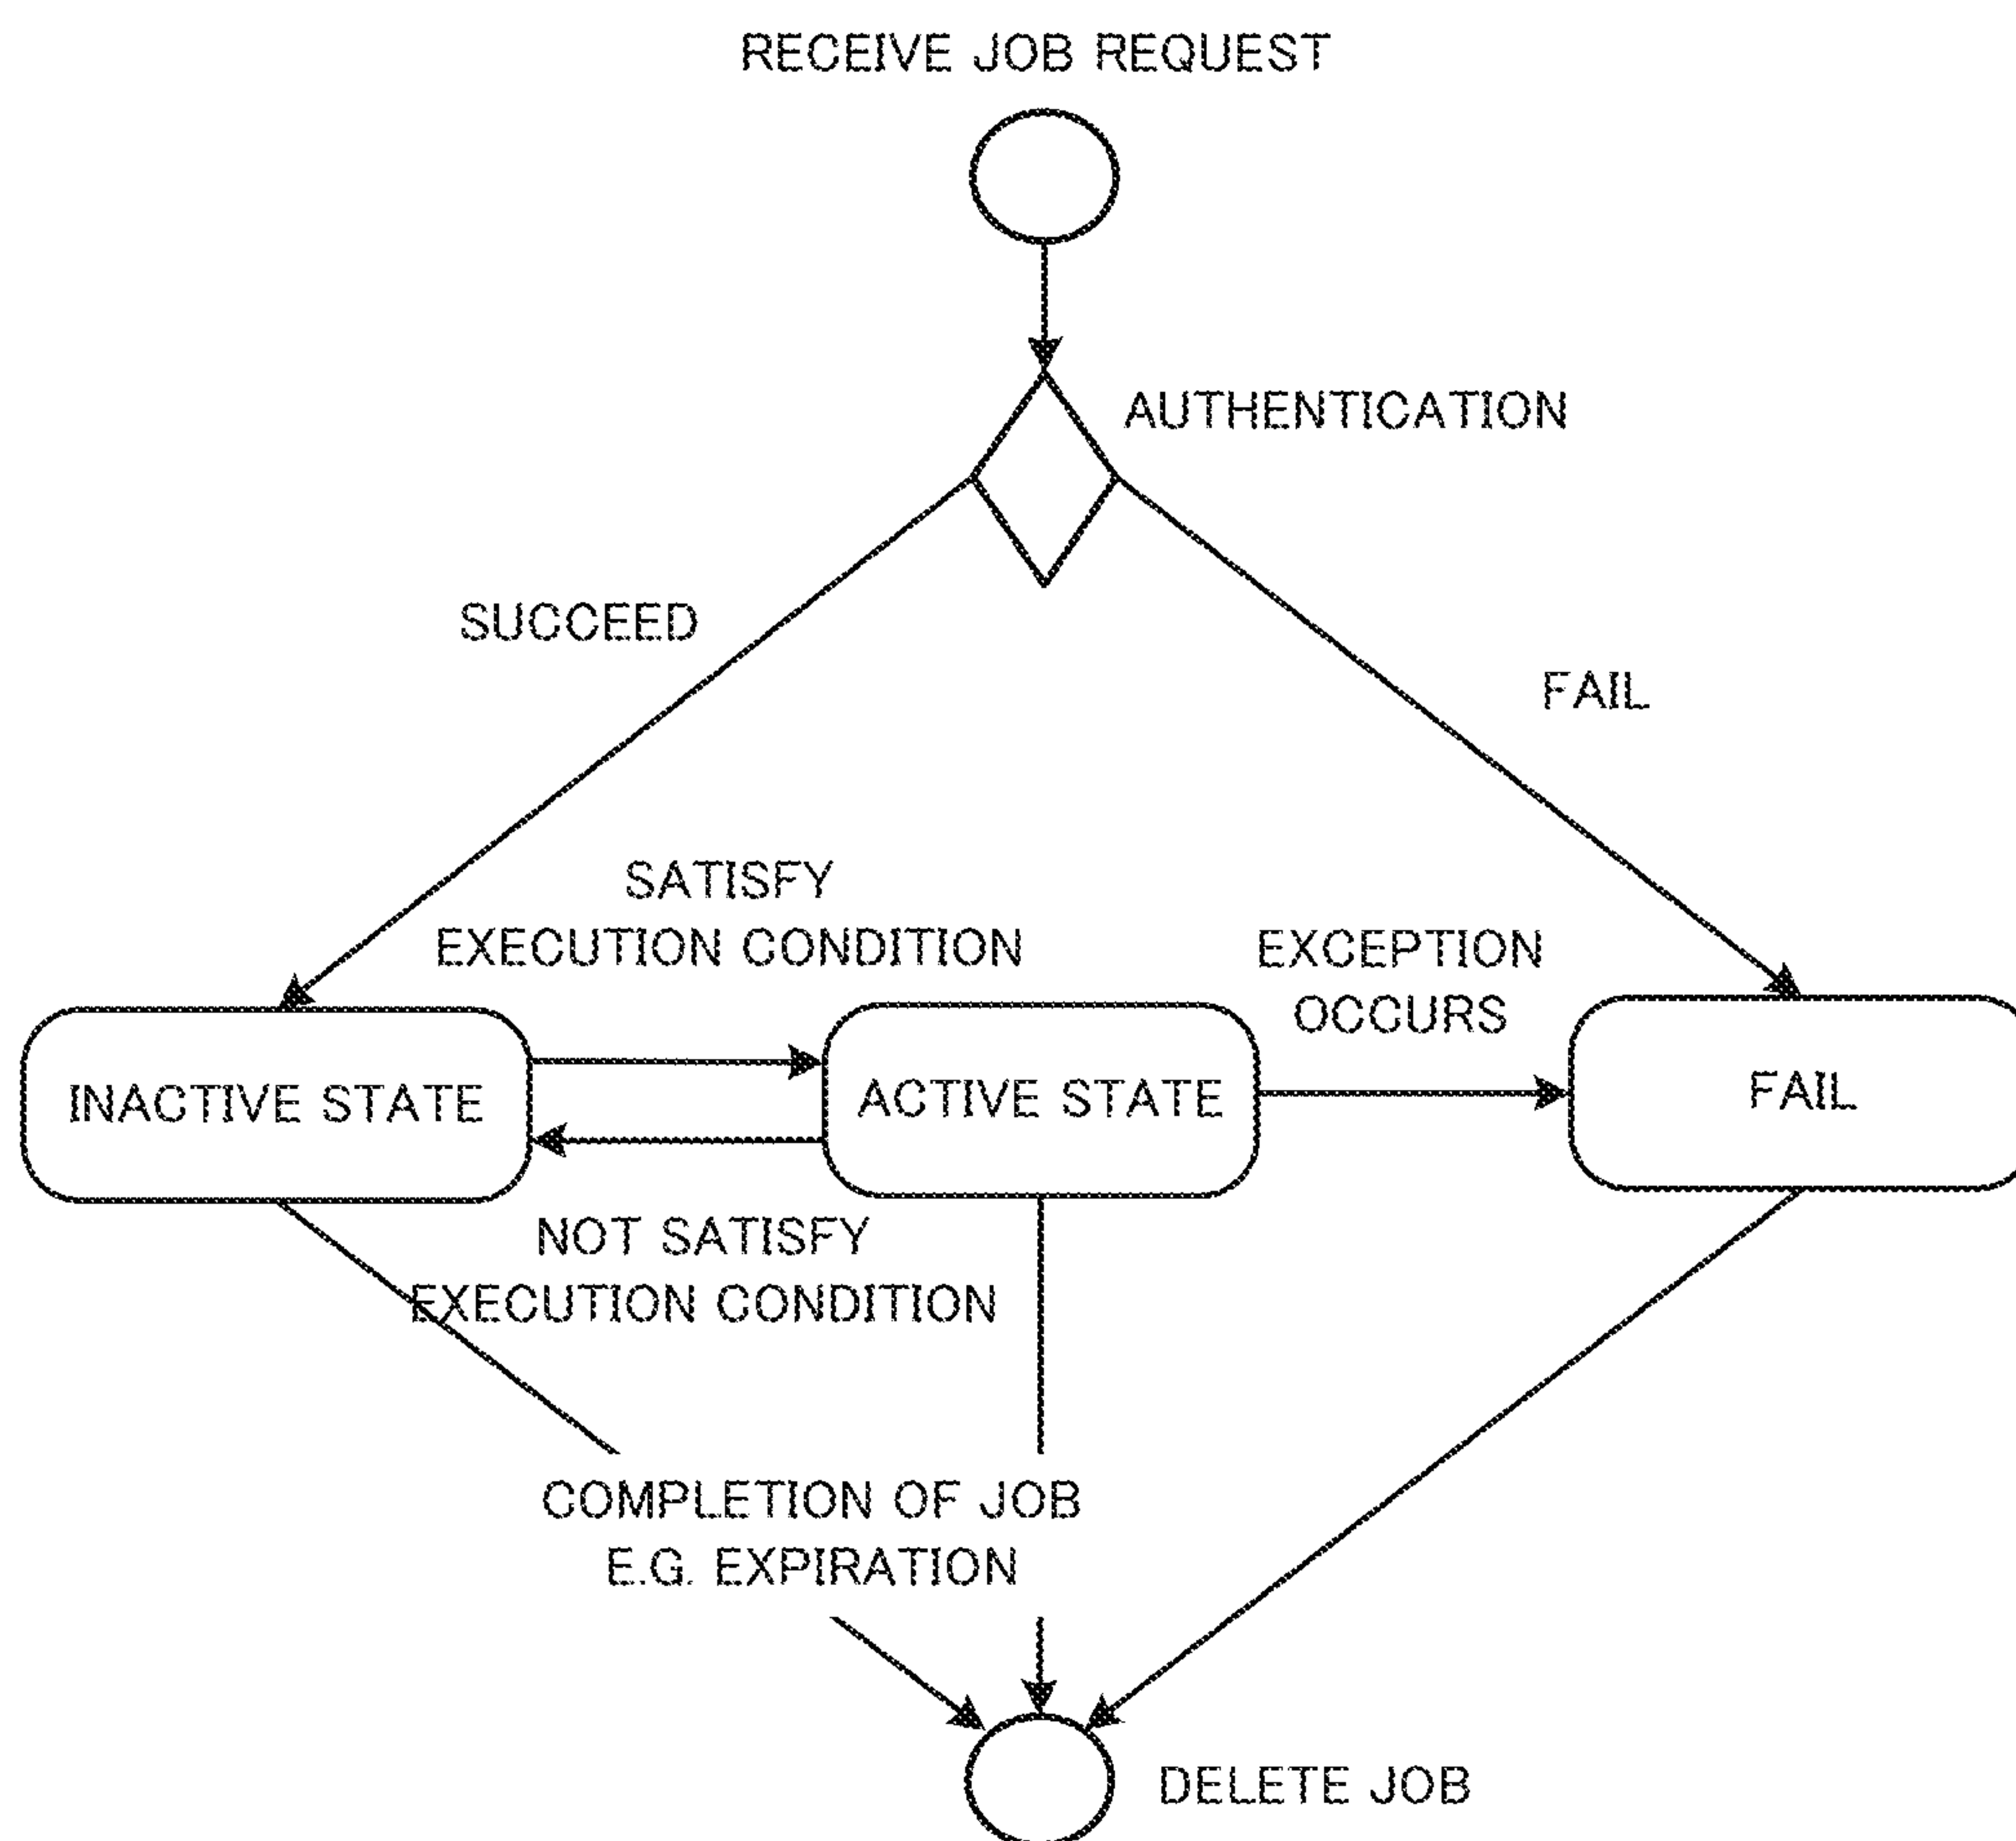 RECEIVE JOB REQUEST
AUTHENTICATION
SUCCEED
FAIL
SATISFY
EXECUTION CONDITION
EXCEPTION
OCCURS
INACTIVE STATE
ACTIVE STATE
FAIL
NOT SATISFY
EXECUTION CONDITION
COMPLETION OF JOB
E.G. EXPIRATION
DELETE JOB